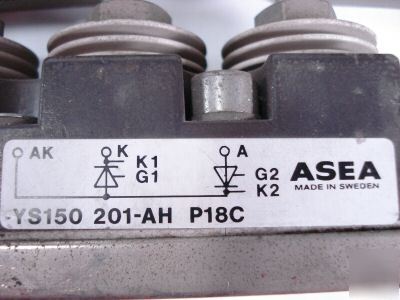 AK K A
K1
G1 G2
K2
ASEA
MADE IN SWEDEN
-YS150 201-AH P18C